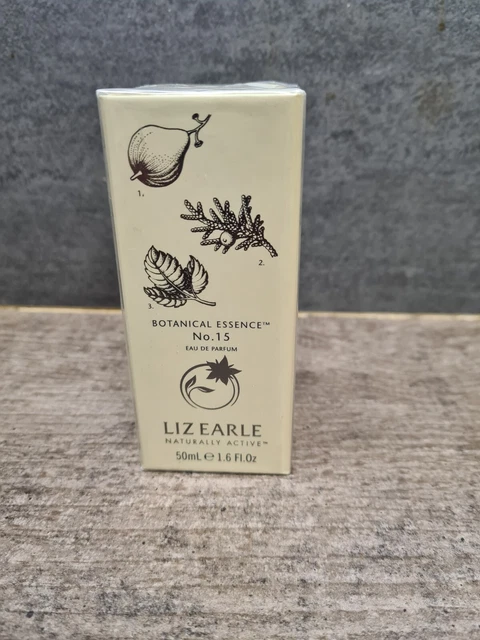 1.
2.
3.
BOTANICAL ESSENCE™
No.15
EAU DE PARFUM
LIZ EARLE
NATURALLY ACTIVE™
50mL ℮ 1.6 Fl.Oz